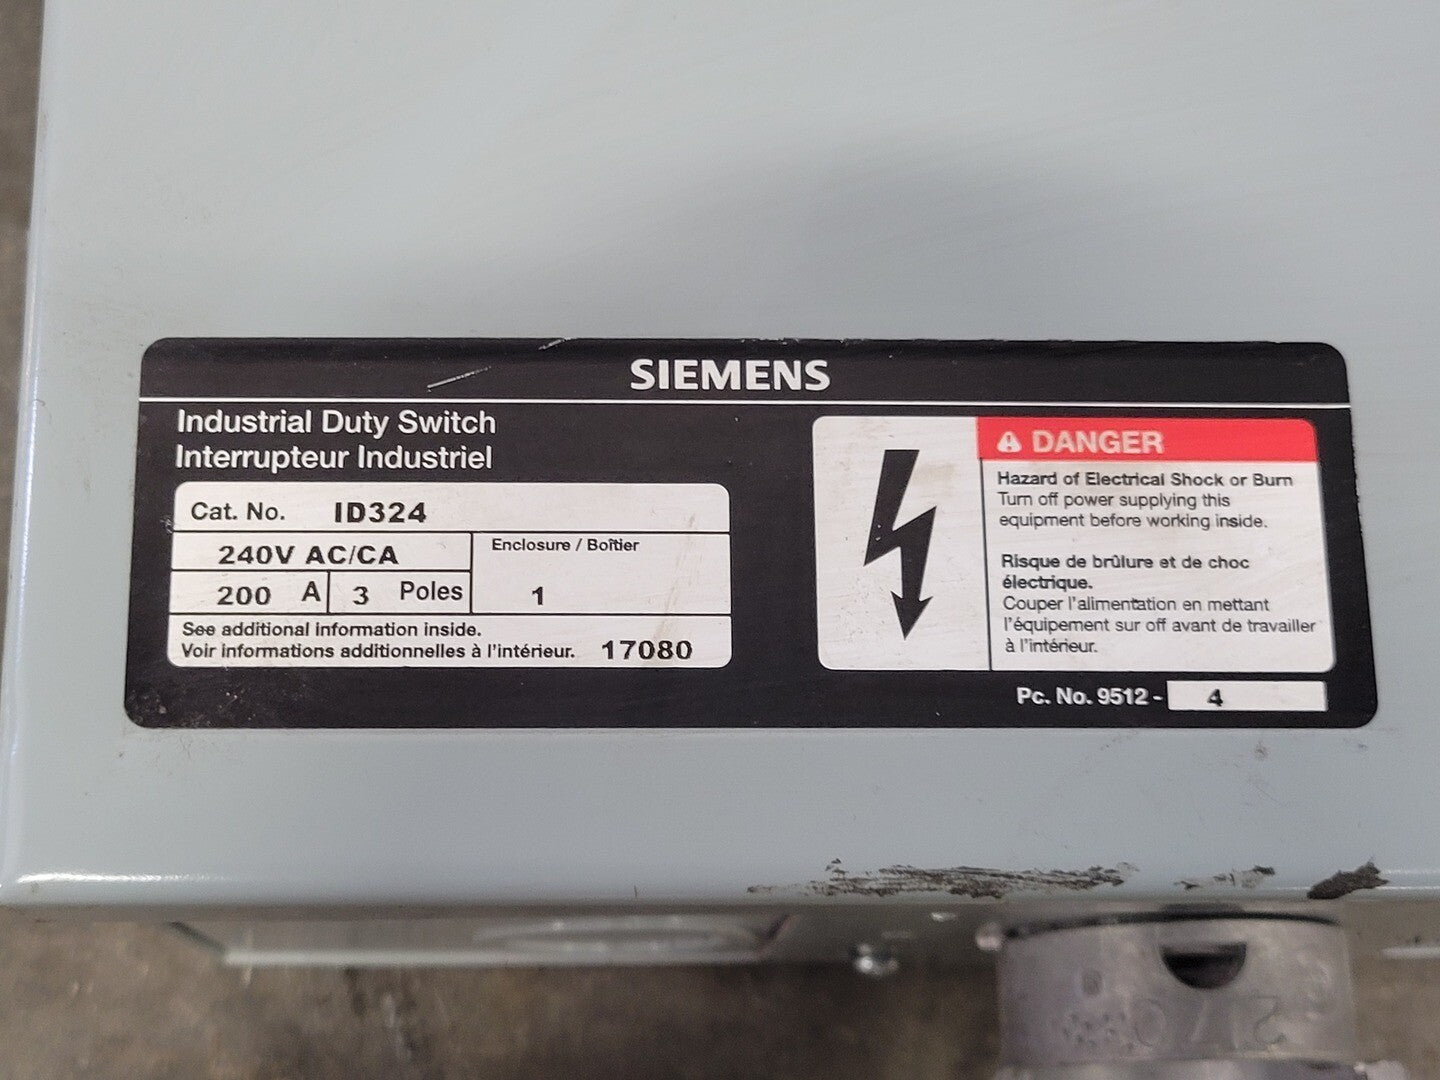 SIEMENS
Industrial Duty Switch
Interrupteur Industriel
Cat. No. ID324
240V AC/CA
200 A 3 Poles
Enclosure / Boîtier
1
See additional information inside.
Voir informations additionnelles à l'intérieur. 17080
DANGER
Hazard of Electrical Shock or Burn
Turn off power supplying this
equipment before working inside.
Risque de brûlure et de choc
électrique.
Couper l'alimentation en mettant
l'équipement sur off avant de travailler
à l'intérieur.
Pc. No. 9512 - 4